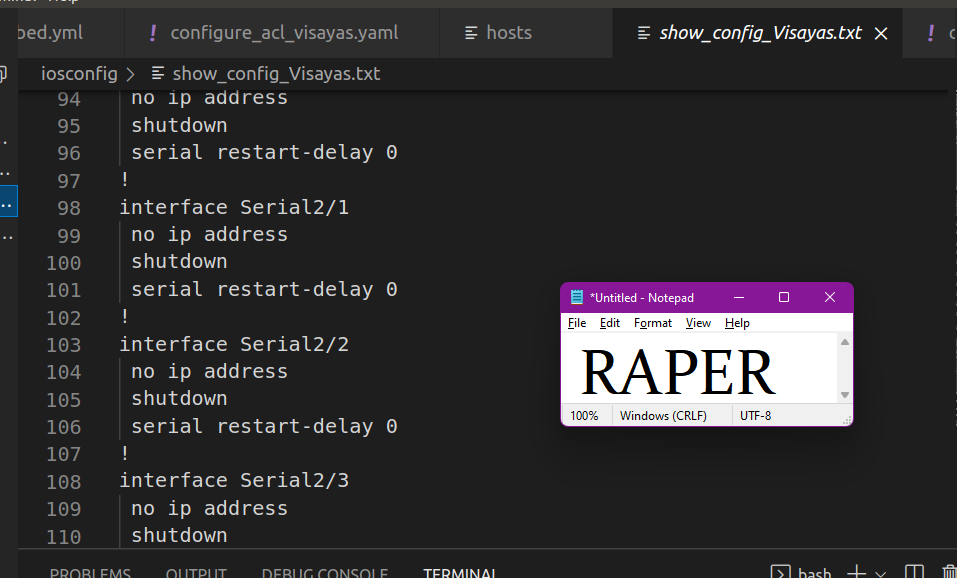 Help
bed.yml
! configure_acl_visayas.yaml
hosts
show_config_Visayas.txt
!
iosconfig > show_config_Visayas.txt
94 no ip address
95 shutdown
96 serial restart-delay 0
97 !
98 interface Serial2/1
99 no ip address
100 shutdown
101 serial restart-delay 0
102 !
103 interface Serial2/2
104 no ip address
105 shutdown
106 serial restart-delay 0
107 !
108 interface Serial2/3
109 no ip address
110 shutdown
*Untitled - Notepad
File Edit Format View Help
RAPER
100% Windows (CRLF) UTF-8
PROBLEMS OUTPUT DEBUG CONSOLE TERMINAL bash